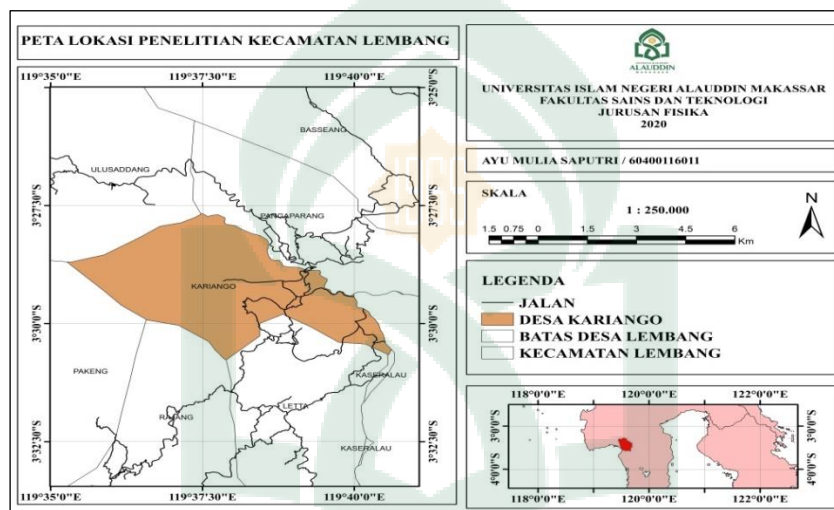 PETA LOKASI PENELITIAN KECAMATAN LEMBANG
119°35'0"E 119°37'30"E 119°40'0"E
3°25'0"S
BASSEANG
ULUSADDANG
3°27'30"S 3°27'30"S
PANGAPARANG
KARIANGO
3°30'0"S 3°30'0"S
PAKENG
KASERALAU
LETTA
RAJANG
3°32'30"S 3°32'30"S
KASERALAU
119°35'0"E 119°37'30"E 119°40'0"E
ALAUDDIN
UNIVERSITAS ISLAM NEGERI ALAUDDIN MAKASSAR
FAKULTAS SAINS DAN TEKNOLOGI
JURUSAN FISIKA
2020
AYU MULIA SAPUTRI / 60400116011
SKALA
N
1 : 250.000
1.5 0.75 0 1.5 3 4.5 6
Km
LEGENDA
JALAN
DESA KARIANGO
BATAS DESA LEMBANG
KECAMATAN LEMBANG
118°0'0"E 120°0'0"E 122°0'0"E
3°0'0"S 3°0'0"S
4°0'0"S 4°0'0"S
118°0'0"E 120°0'0"E 122°0'0"E